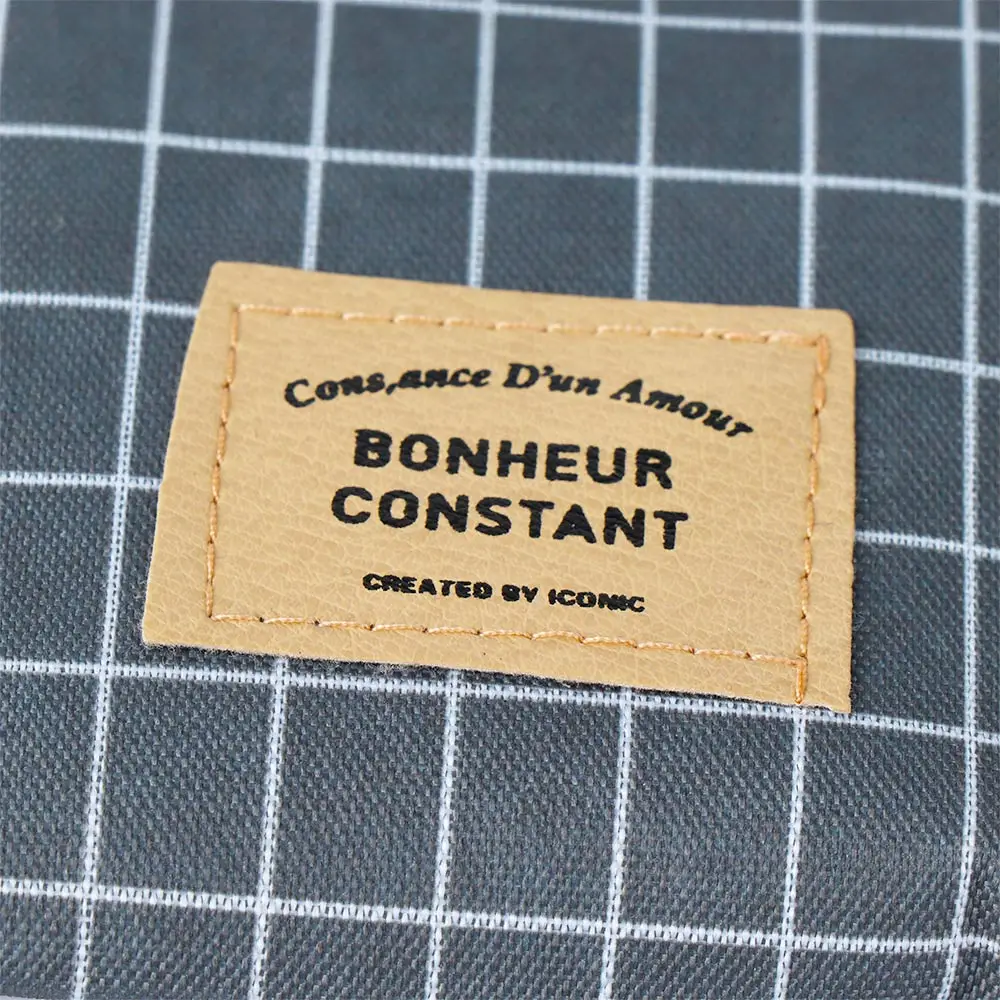 Cons,ance D'un Amour
BONHEUR
CONSTANT
CREATED BY ICONIC